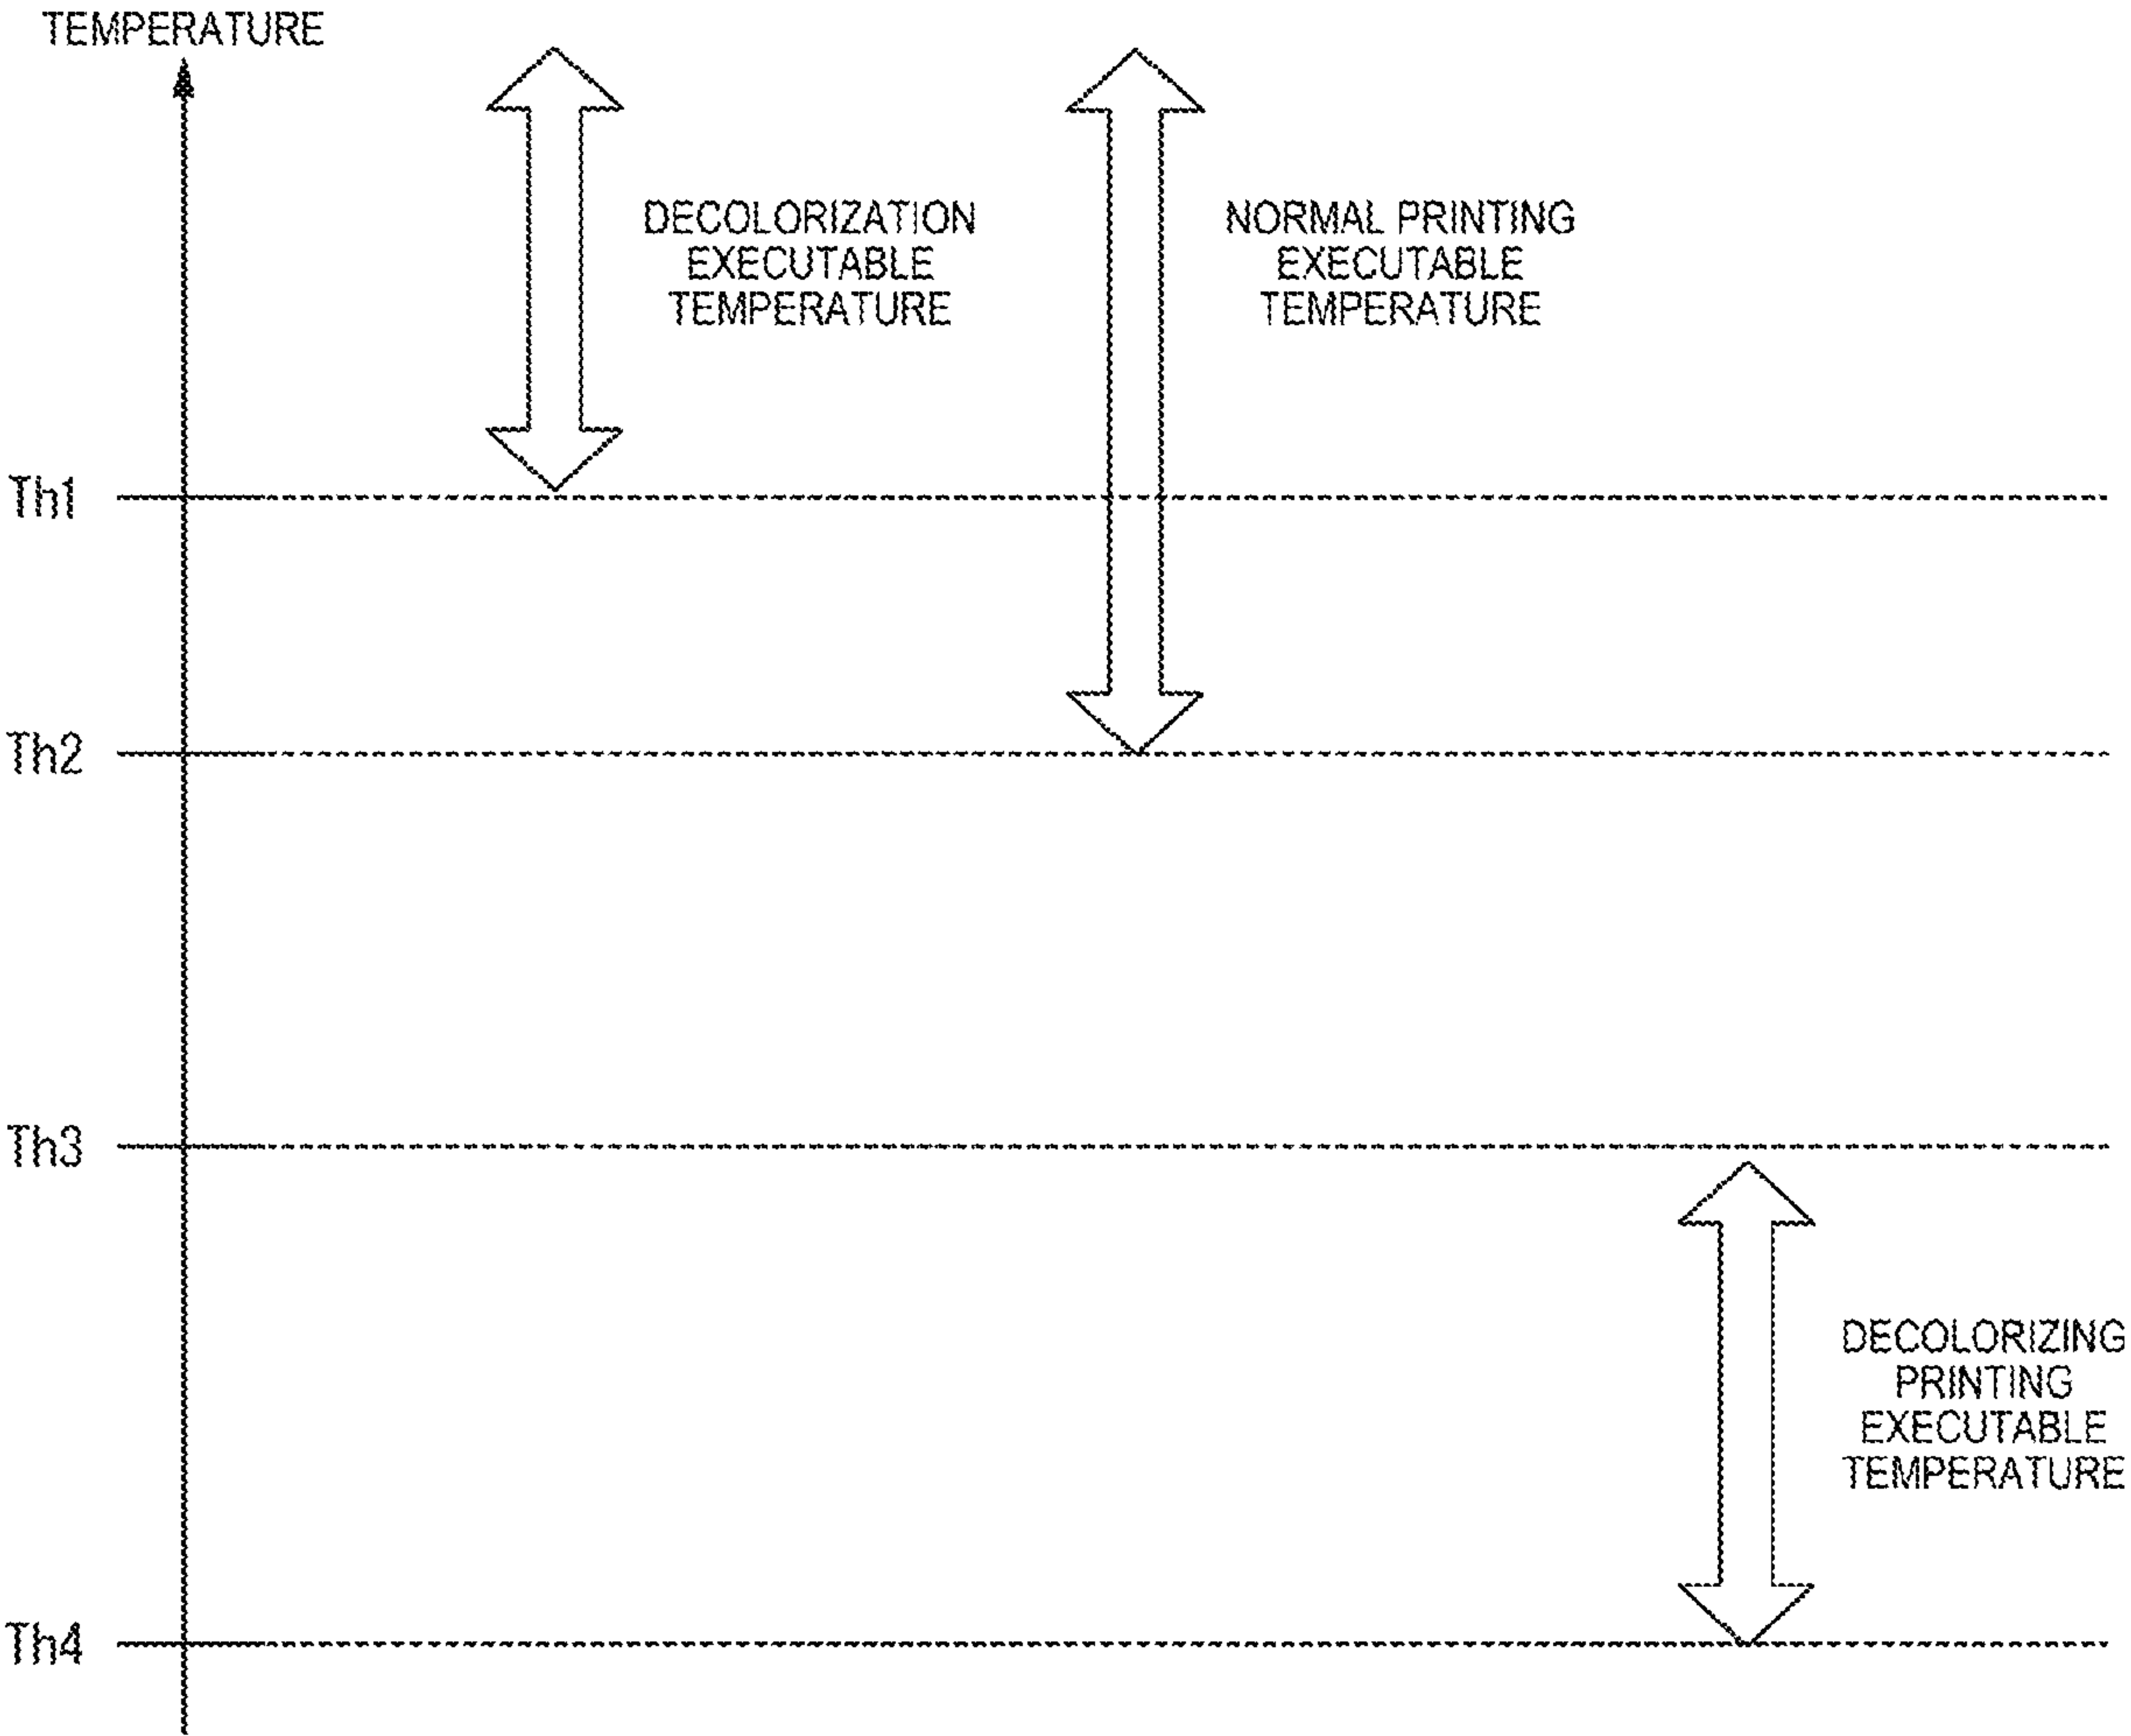 TEMPERATURE
DECOLORIZATION
EXECUTABLE
TEMPERATURE
NORMAL PRINTING
EXECUTABLE
TEMPERATURE
Th1
Th2
Th3
DECOLORIZING
PRINTING
EXECUTABLE
TEMPERATURE
Th4